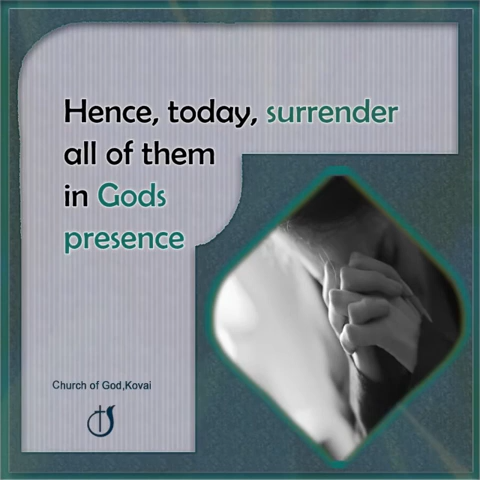 Hence, today, surrender
all of them
in Gods
presence
Church of God,Kovai